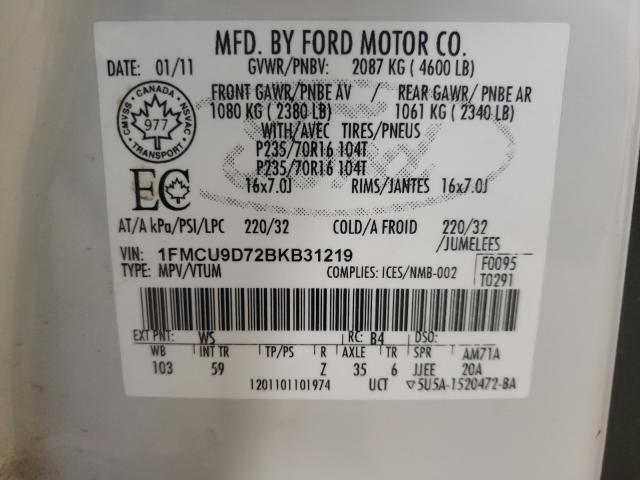 MFD. BY FORD MOTOR CO.
DATE: 01/11 GVWR/PNBV: 2087 KG ( 4600 LB)
FRONT GAWR/PNBE AV / REAR GAWR/ PNBE AR
1080 KG ( 2380 LB) 1061 KG ( 2340 LB)
CMVSS • CANADA • NSVAC
977
TRANSPORT
WITH/AVEC TIRES/PNEUS
P235/70R16 104T
P235/70R16 104T
EC
16x7.0J RIMS/JANTES 16x7.0J
AT/A kPa/PSI/LPC 220/32 COLD/A FROID 220/32
/JUMELEES
VIN: 1FMCU9D72BKB31219 F0095
TYPE: MPV/VTUM COMPLIES: ICES/NMB-002 T0291
EXT PNT: WS RC: B4 DSO:
WB INT TR TP/PS R AXLE TR SPR AM71A
103 59 Z 35 6 JJEE 20A
1201101101974 UCT ▽5U5A-1520472-BA